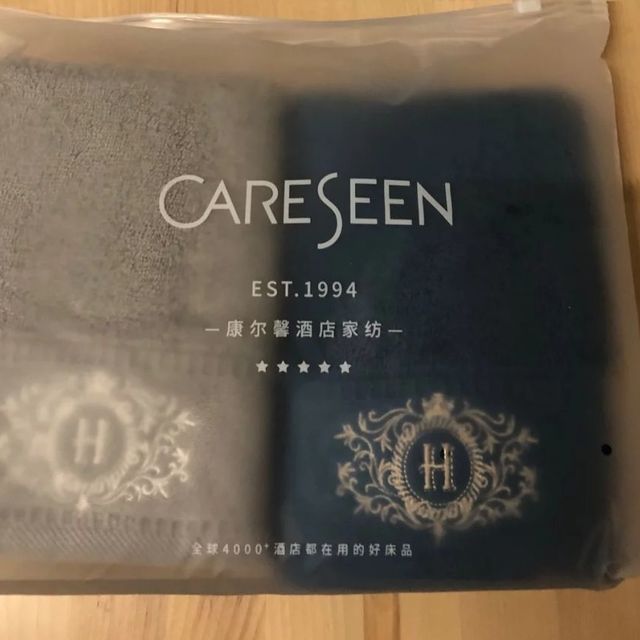 CARESEEN
EST.1994
—康尔馨酒店家纺—
★★★★★
H
H
全球4000+酒店都在用的好床品